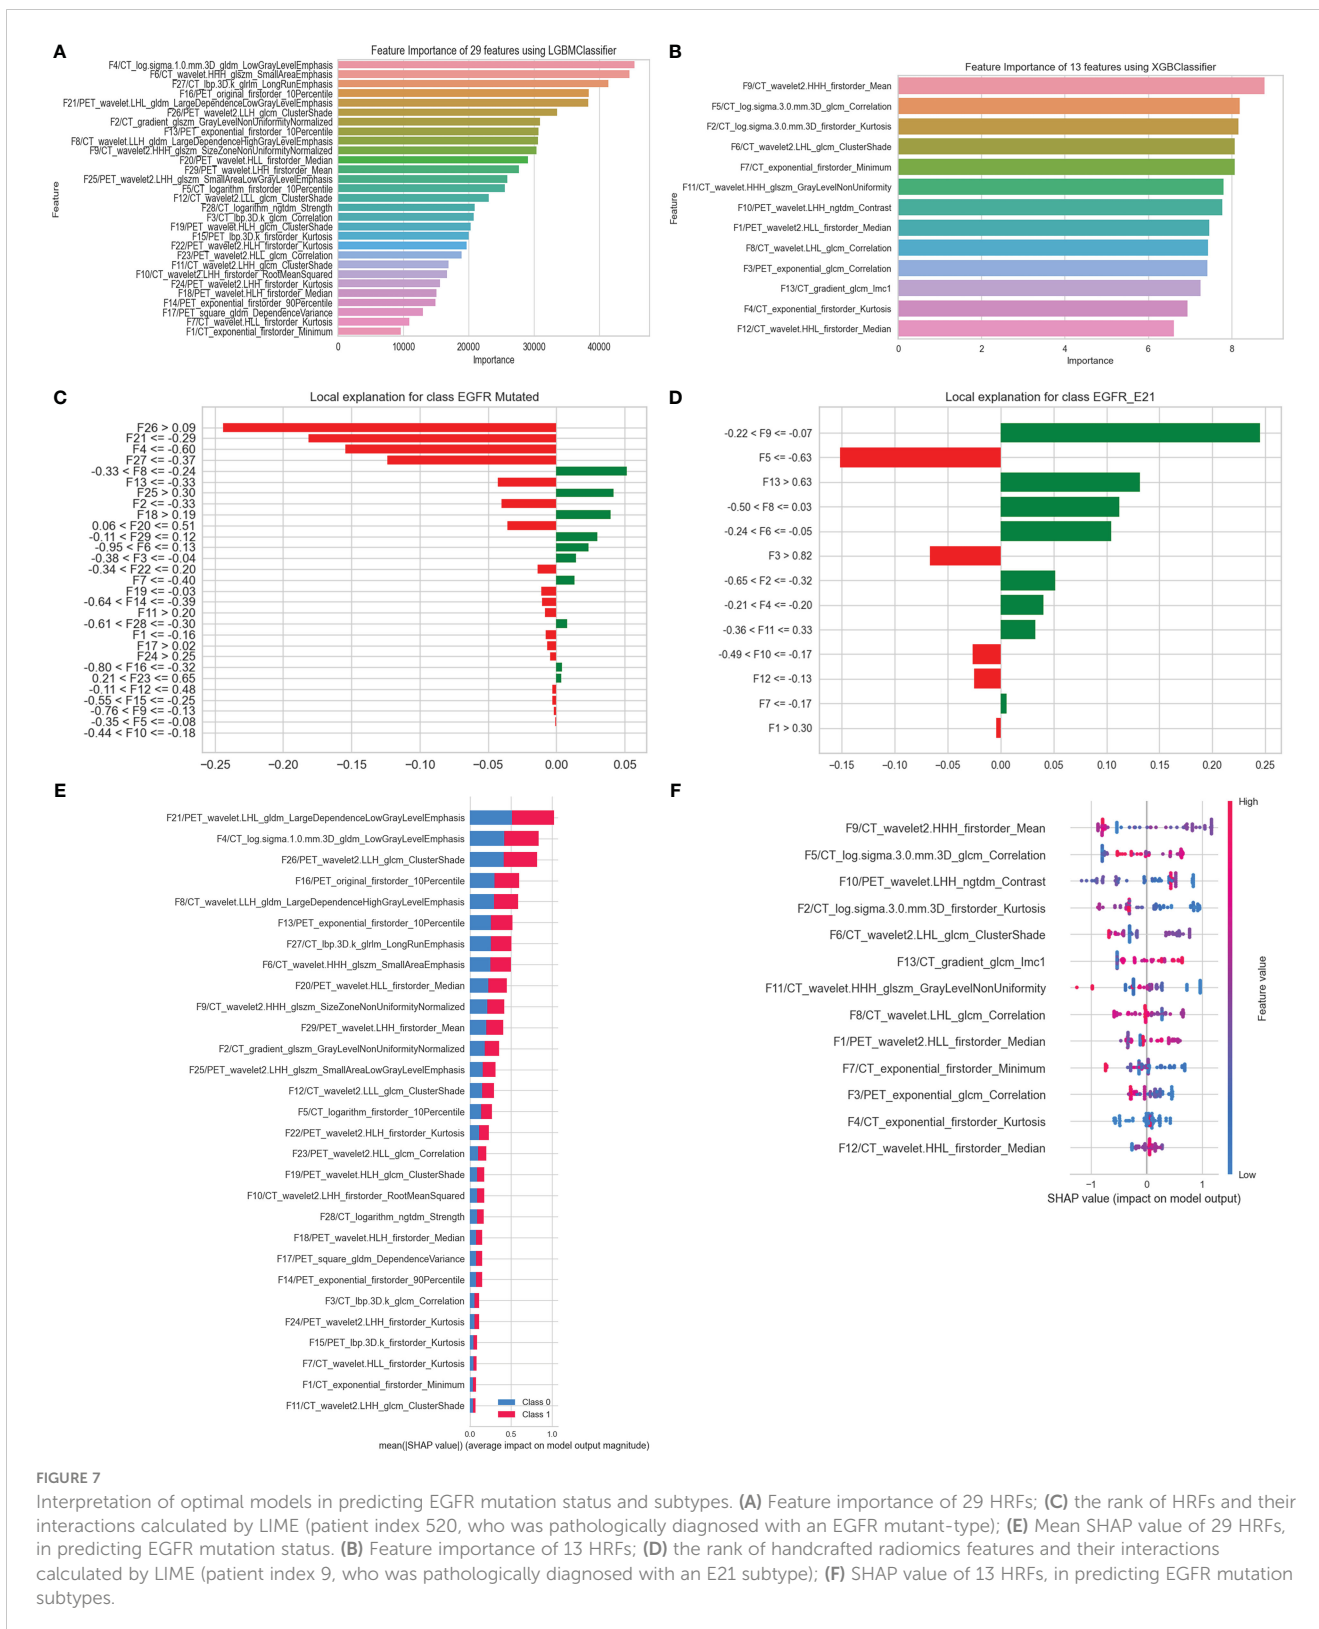 A
Feature Importance of 29 features using LGBMClassifier
Feature
F4/CT_log.sigma.1.0.mm.3D_gldm_LowGrayLevelEmphasis
F6/CT_wavelet.HHH_glszm_SmallAreaEmphasis
F27/CT_lbp.3D.k_glrlm_LongRunEmphasis
F16/PET_original_firstorder_10Percentile
F21/PET_wavelet.LHL_gldm_LargeDependenceLowGrayLevelEmphasis
F26/PET_wavelet2.LLH_glcm_ClusterShade
F2/CT_gradient_glszm_GrayLevelNonUniformityNormalized
F13/PET_exponential_firstorder_10Percentile
F8/CT_wavelet.LLH_gldm_LargeDependenceHighGrayLevelEmphasis
F9/CT_wavelet2.HHH_glszm_SizeZoneNonUniformityNormalized
F20/PET_wavelet.HLL_firstorder_Median
F29/PET_wavelet.LHH_firstorder_Mean
F25/PET_wavelet2.LHH_glszm_SmallAreaLowGrayLevelEmphasis
F5/CT_logarithm_firstorder_10Percentile
F12/CT_wavelet2.LLL_glcm_ClusterShade
F28/CT_logarithm_ngtdm_Strength
F3/CT_lbp.3D.k_glcm_Correlation
F19/PET_wavelet.HLH_glcm_ClusterShade
F15/PET_lbp.3D.k_firstorder_Kurtosis
F22/PET_wavelet2.HLH_firstorder_Kurtosis
F23/PET_wavelet2.HLL_glcm_Correlation
F11/CT_wavelet2.LHH_glcm_ClusterShade
F10/CT_wavelet2.LHH_firstorder_RootMeanSquared
F24/PET_wavelet2.LHH_firstorder_Kurtosis
F18/PET_wavelet.HLH_firstorder_Median
F14/PET_exponential_firstorder_90Percentile
F17/PET_square_gldm_DependenceVariance
F7/CT_wavelet.HLL_firstorder_Kurtosis
F1/CT_exponential_firstorder_Minimum
0 10000 20000 30000 40000
Importance
B
Feature Importance of 13 features using XGBClassifier
Feature
F9/CT_wavelet2.HHH_firstorder_Mean
F5/CT_log.sigma.3.0.mm.3D_glcm_Correlation
F2/CT_log.sigma.3.0.mm.3D_firstorder_Kurtosis
F6/CT_wavelet2.LHL_glcm_ClusterShade
F7/CT_exponential_firstorder_Minimum
F11/CT_wavelet.HHH_glszm_GrayLevelNonUniformity
F10/PET_wavelet.LHH_ngtdm_Contrast
F1/PET_wavelet2.HLL_firstorder_Median
F8/CT_wavelet.LHL_glcm_Correlation
F3/PET_exponential_glcm_Correlation
F13/CT_gradient_glcm_Imc1
F4/CT_exponential_firstorder_Kurtosis
F12/CT_wavelet.HHL_firstorder_Median
0 2 4 6 8
Importance
C
Local explanation for class EGFR Mutated
F26 > 0.09
F21 <= -0.29
F4 <= -0.60
F27 <= -0.37
-0.33 < F8 <= -0.24
F13 <= -0.33
F25 > 0.30
F2 <= -0.33
F18 > 0.19
0.06 < F20 <= 0.51
-0.11 < F29 <= 0.12
-0.95 < F6 <= 0.13
-0.38 < F3 <= -0.04
-0.34 < F22 <= 0.20
F7 <= -0.40
F19 <= -0.03
-0.64 < F14 <= -0.39
F11 > 0.20
-0.61 < F28 <= -0.30
F1 <= -0.16
F17 > 0.02
F24 > 0.25
-0.80 < F16 <= -0.32
0.21 < F23 <= 0.65
-0.11 < F12 <= 0.48
-0.55 < F15 <= -0.25
-0.76 < F9 <= -0.13
-0.35 < F5 <= -0.08
-0.44 < F10 <= -0.18
−0.25 −0.20 −0.15 −0.10 −0.05 0.00 0.05
D
Local explanation for class EGFR_E21
-0.22 < F9 <= -0.07
F5 <= -0.63
F13 > 0.63
-0.50 < F8 <= 0.03
-0.24 < F6 <= -0.05
F3 > 0.82
-0.65 < F2 <= -0.32
-0.21 < F4 <= -0.20
-0.36 < F11 <= 0.33
-0.49 < F10 <= -0.17
F12 <= -0.13
F7 <= -0.17
F1 > 0.30
−0.15 −0.10 −0.05 0.00 0.05 0.10 0.15 0.20 0.25
E
F21/PET_wavelet.LHL_gldm_LargeDependenceLowGrayLevelEmphasis
F4/CT_log.sigma.1.0.mm.3D_gldm_LowGrayLevelEmphasis
F26/PET_wavelet2.LLH_glcm_ClusterShade
F16/PET_original_firstorder_10Percentile
F8/CT_wavelet.LLH_gldm_LargeDependenceHighGrayLevelEmphasis
F13/PET_exponential_firstorder_10Percentile
F27/CT_lbp.3D.k_glrlm_LongRunEmphasis
F6/CT_wavelet.HHH_glszm_SmallAreaEmphasis
F20/PET_wavelet.HLL_firstorder_Median
F9/CT_wavelet2.HHH_glszm_SizeZoneNonUniformityNormalized
F29/PET_wavelet.LHH_firstorder_Mean
F2/CT_gradient_glszm_GrayLevelNonUniformityNormalized
F25/PET_wavelet2.LHH_glszm_SmallAreaLowGrayLevelEmphasis
F12/CT_wavelet2.LLL_glcm_ClusterShade
F5/CT_logarithm_firstorder_10Percentile
F22/PET_wavelet2.HLH_firstorder_Kurtosis
F23/PET_wavelet2.HLL_glcm_Correlation
F19/PET_wavelet.HLH_glcm_ClusterShade
F10/CT_wavelet2.LHH_firstorder_RootMeanSquared
F28/CT_logarithm_ngtdm_Strength
F18/PET_wavelet.HLH_firstorder_Median
F17/PET_square_gldm_DependenceVariance
F14/PET_exponential_firstorder_90Percentile
F3/CT_lbp.3D.k_glcm_Correlation
F24/PET_wavelet2.LHH_firstorder_Kurtosis
F15/PET_lbp.3D.k_firstorder_Kurtosis
F7/CT_wavelet.HLL_firstorder_Kurtosis
F1/CT_exponential_firstorder_Minimum
F11/CT_wavelet2.LHH_glcm_ClusterShade
Class 0
Class 1
0.0 0.5 1.0
mean(|SHAP value|) (average impact on model output magnitude)
F
F9/CT_wavelet2.HHH_firstorder_Mean
F5/CT_log.sigma.3.0.mm.3D_glcm_Correlation
F10/PET_wavelet.LHH_ngtdm_Contrast
F2/CT_log.sigma.3.0.mm.3D_firstorder_Kurtosis
F6/CT_wavelet2.LHL_glcm_ClusterShade
F13/CT_gradient_glcm_Imc1
F11/CT_wavelet.HHH_glszm_GrayLevelNonUniformity
F8/CT_wavelet.LHL_glcm_Correlation
F1/PET_wavelet2.HLL_firstorder_Median
F7/CT_exponential_firstorder_Minimum
F3/PET_exponential_glcm_Correlation
F4/CT_exponential_firstorder_Kurtosis
F12/CT_wavelet.HHL_firstorder_Median
−1 0 1
SHAP value (impact on model output)
High
Feature value
Low
FIGURE 7
Interpretation of optimal models in predicting EGFR mutation status and subtypes. (A) Feature importance of 29 HRFs; (C) the rank of HRFs and their
interactions calculated by LIME (patient index 520, who was pathologically diagnosed with an EGFR mutant-type); (E) Mean SHAP value of 29 HRFs,
in predicting EGFR mutation status. (B) Feature importance of 13 HRFs; (D) the rank of handcrafted radiomics features and their interactions
calculated by LIME (patient index 9, who was pathologically diagnosed with an E21 subtype); (F) SHAP value of 13 HRFs, in predicting EGFR mutation
subtypes.